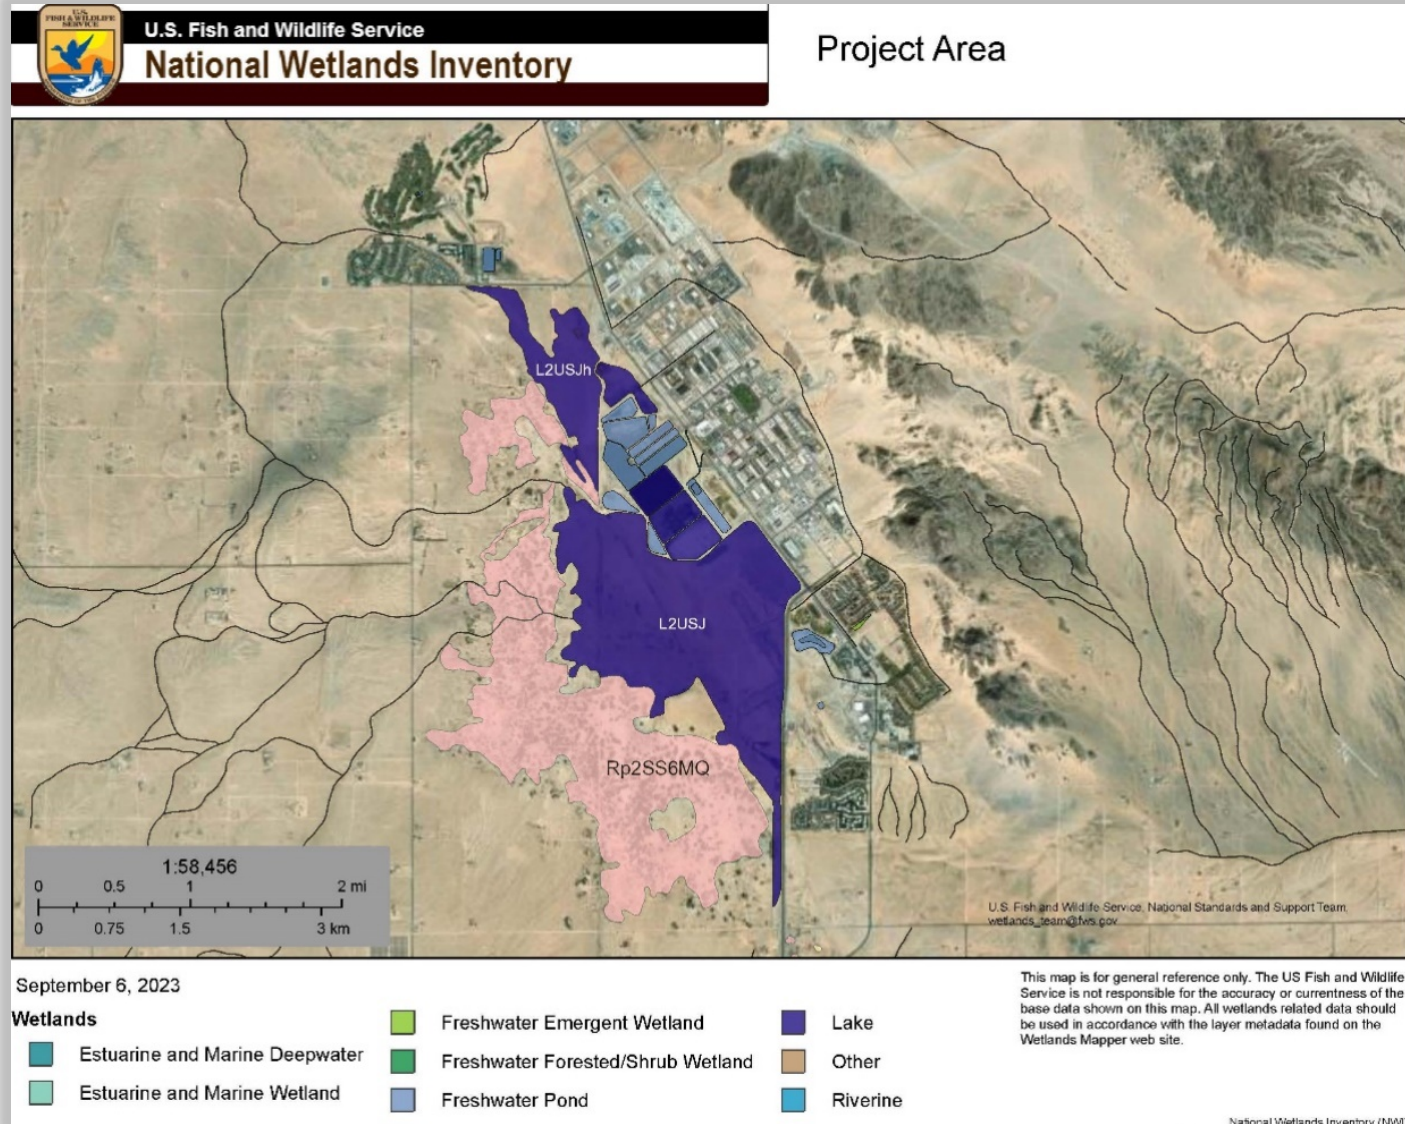 U.S.
FISH & WILDLIFE
SERVICE
U.S. Fish and Wildlife Service
National Wetlands Inventory
Project Area
L2USJh
L2USJ
Rp2SS6MQ
1:58,456
0 0.5 1 2 mi
0 0.75 1.5 3 km
U.S. Fish and Wildlife Service, National Standards and Support Team,
wetlands_team@fws.gov
September 6, 2023
Wetlands
Estuarine and Marine Deepwater
Estuarine and Marine Wetland
Freshwater Emergent Wetland
Freshwater Forested/Shrub Wetland
Freshwater Pond
Lake
Other
Riverine
This map is for general reference only. The US Fish and Wildlife
Service is not responsible for the accuracy or currentness of the
base data shown on this map. All wetlands related data should
be used in accordance with the layer metadata found on the
Wetlands Mapper web site.
National Wetlands Inventory (NWI